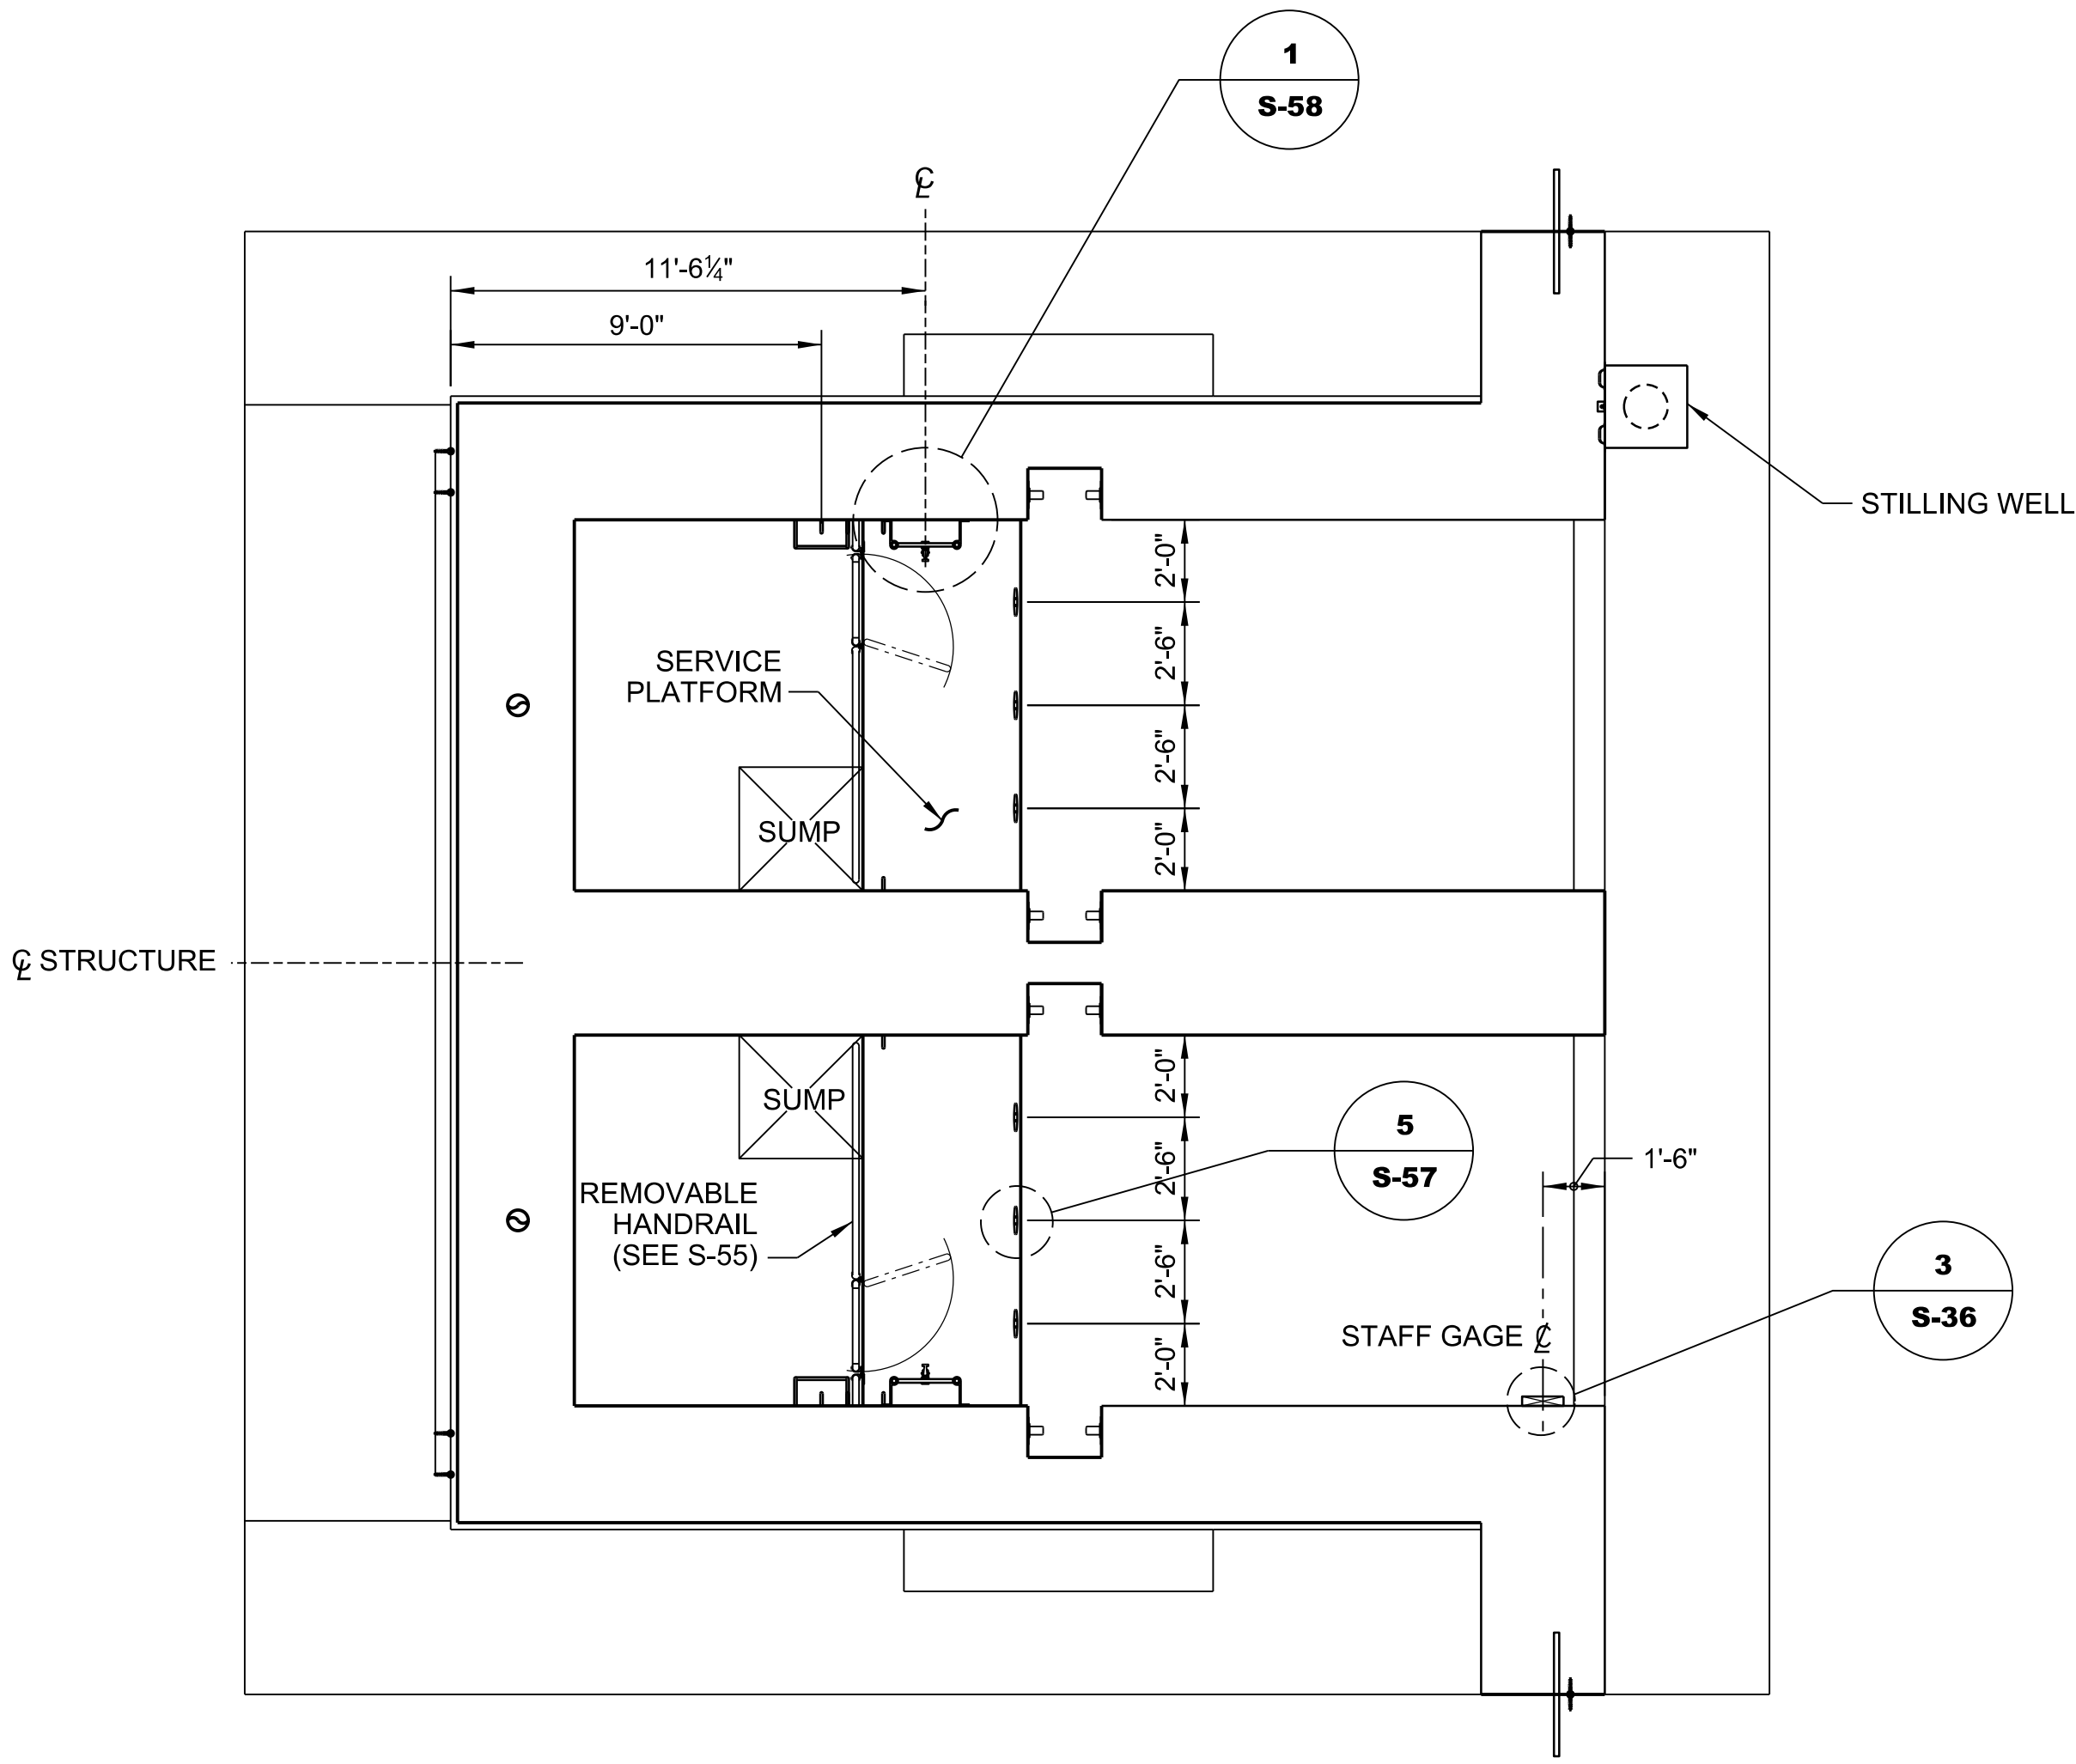 1
S-58
℄
11'-6¼"
9'-0"
STILLING WELL
2'-0"
2'-6"
SERVICE
PLATFORM
2'-6"
SUMP
2'-0"
℄ STRUCTURE
2'-0"
SUMP
5
S-57
2'-6"
1'-6"
REMOVABLE
HANDRAIL
(SEE S-55)
2'-6"
3
S-36
STAFF GAGE ℄
2'-0"